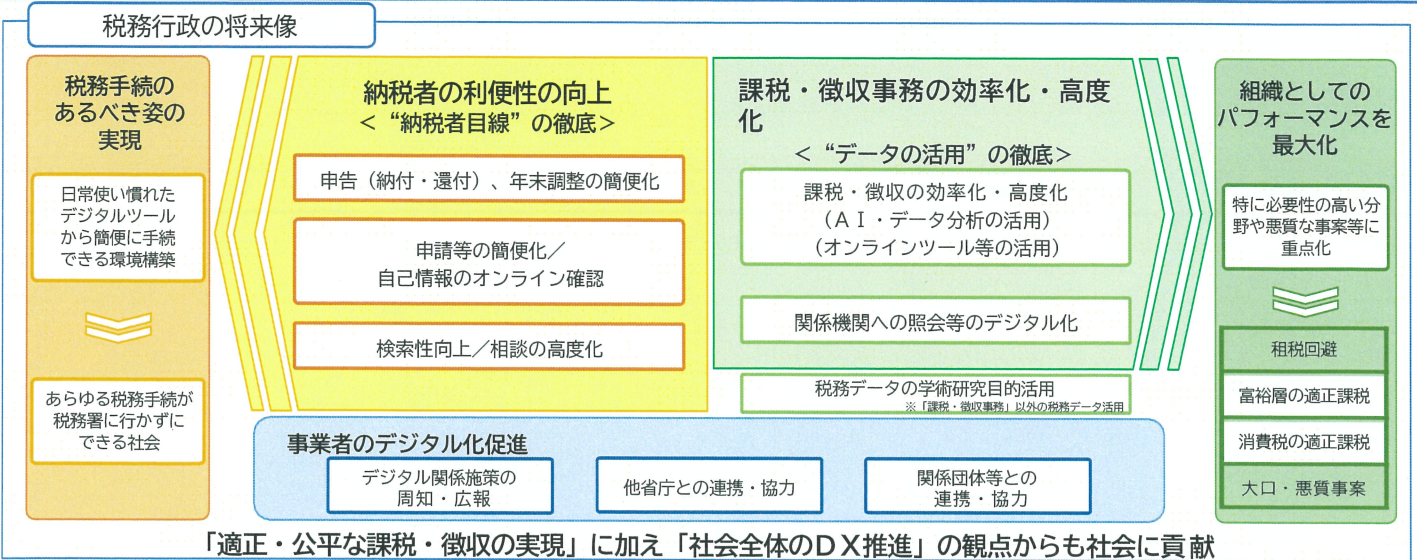 税務行政の将来像
税務手続の
あるべき姿の
実現
日常使い慣れた
デジタルツール
から簡便に手続
できる環境構築
あらゆる税務手続が
税務署に行かずに
できる社会
納税者の利便性の向上
＜“納税者目線”の徹底＞
申告（納付・還付）、年末調整の簡便化
申請等の簡便化／
自己情報のオンライン確認
検索性向上／相談の高度化
課税・徴収事務の効率化・高度
化
＜“データの活用”の徹底＞
課税・徴収の効率化・高度化
（ＡＩ・データ分析の活用）
（オンラインツール等の活用）
関係機関への照会等のデジタル化
税務データの学術研究目的活用
※「課税・徴収事務」以外の税務データ活用
組織としての
パフォーマンスを
最大化
特に必要性の高い分
野や悪質な事案等に
重点化
租税回避
富裕層の適正課税
消費税の適正課税
大口・悪質事案
事業者のデジタル化促進
デジタル関係施策の
周知・広報
他省庁との連携・協力
関係団体等との
連携・協力
「適正・公平な課税・徴収の実現」に加え「社会全体のＤＸ推進」の観点からも社会に貢献